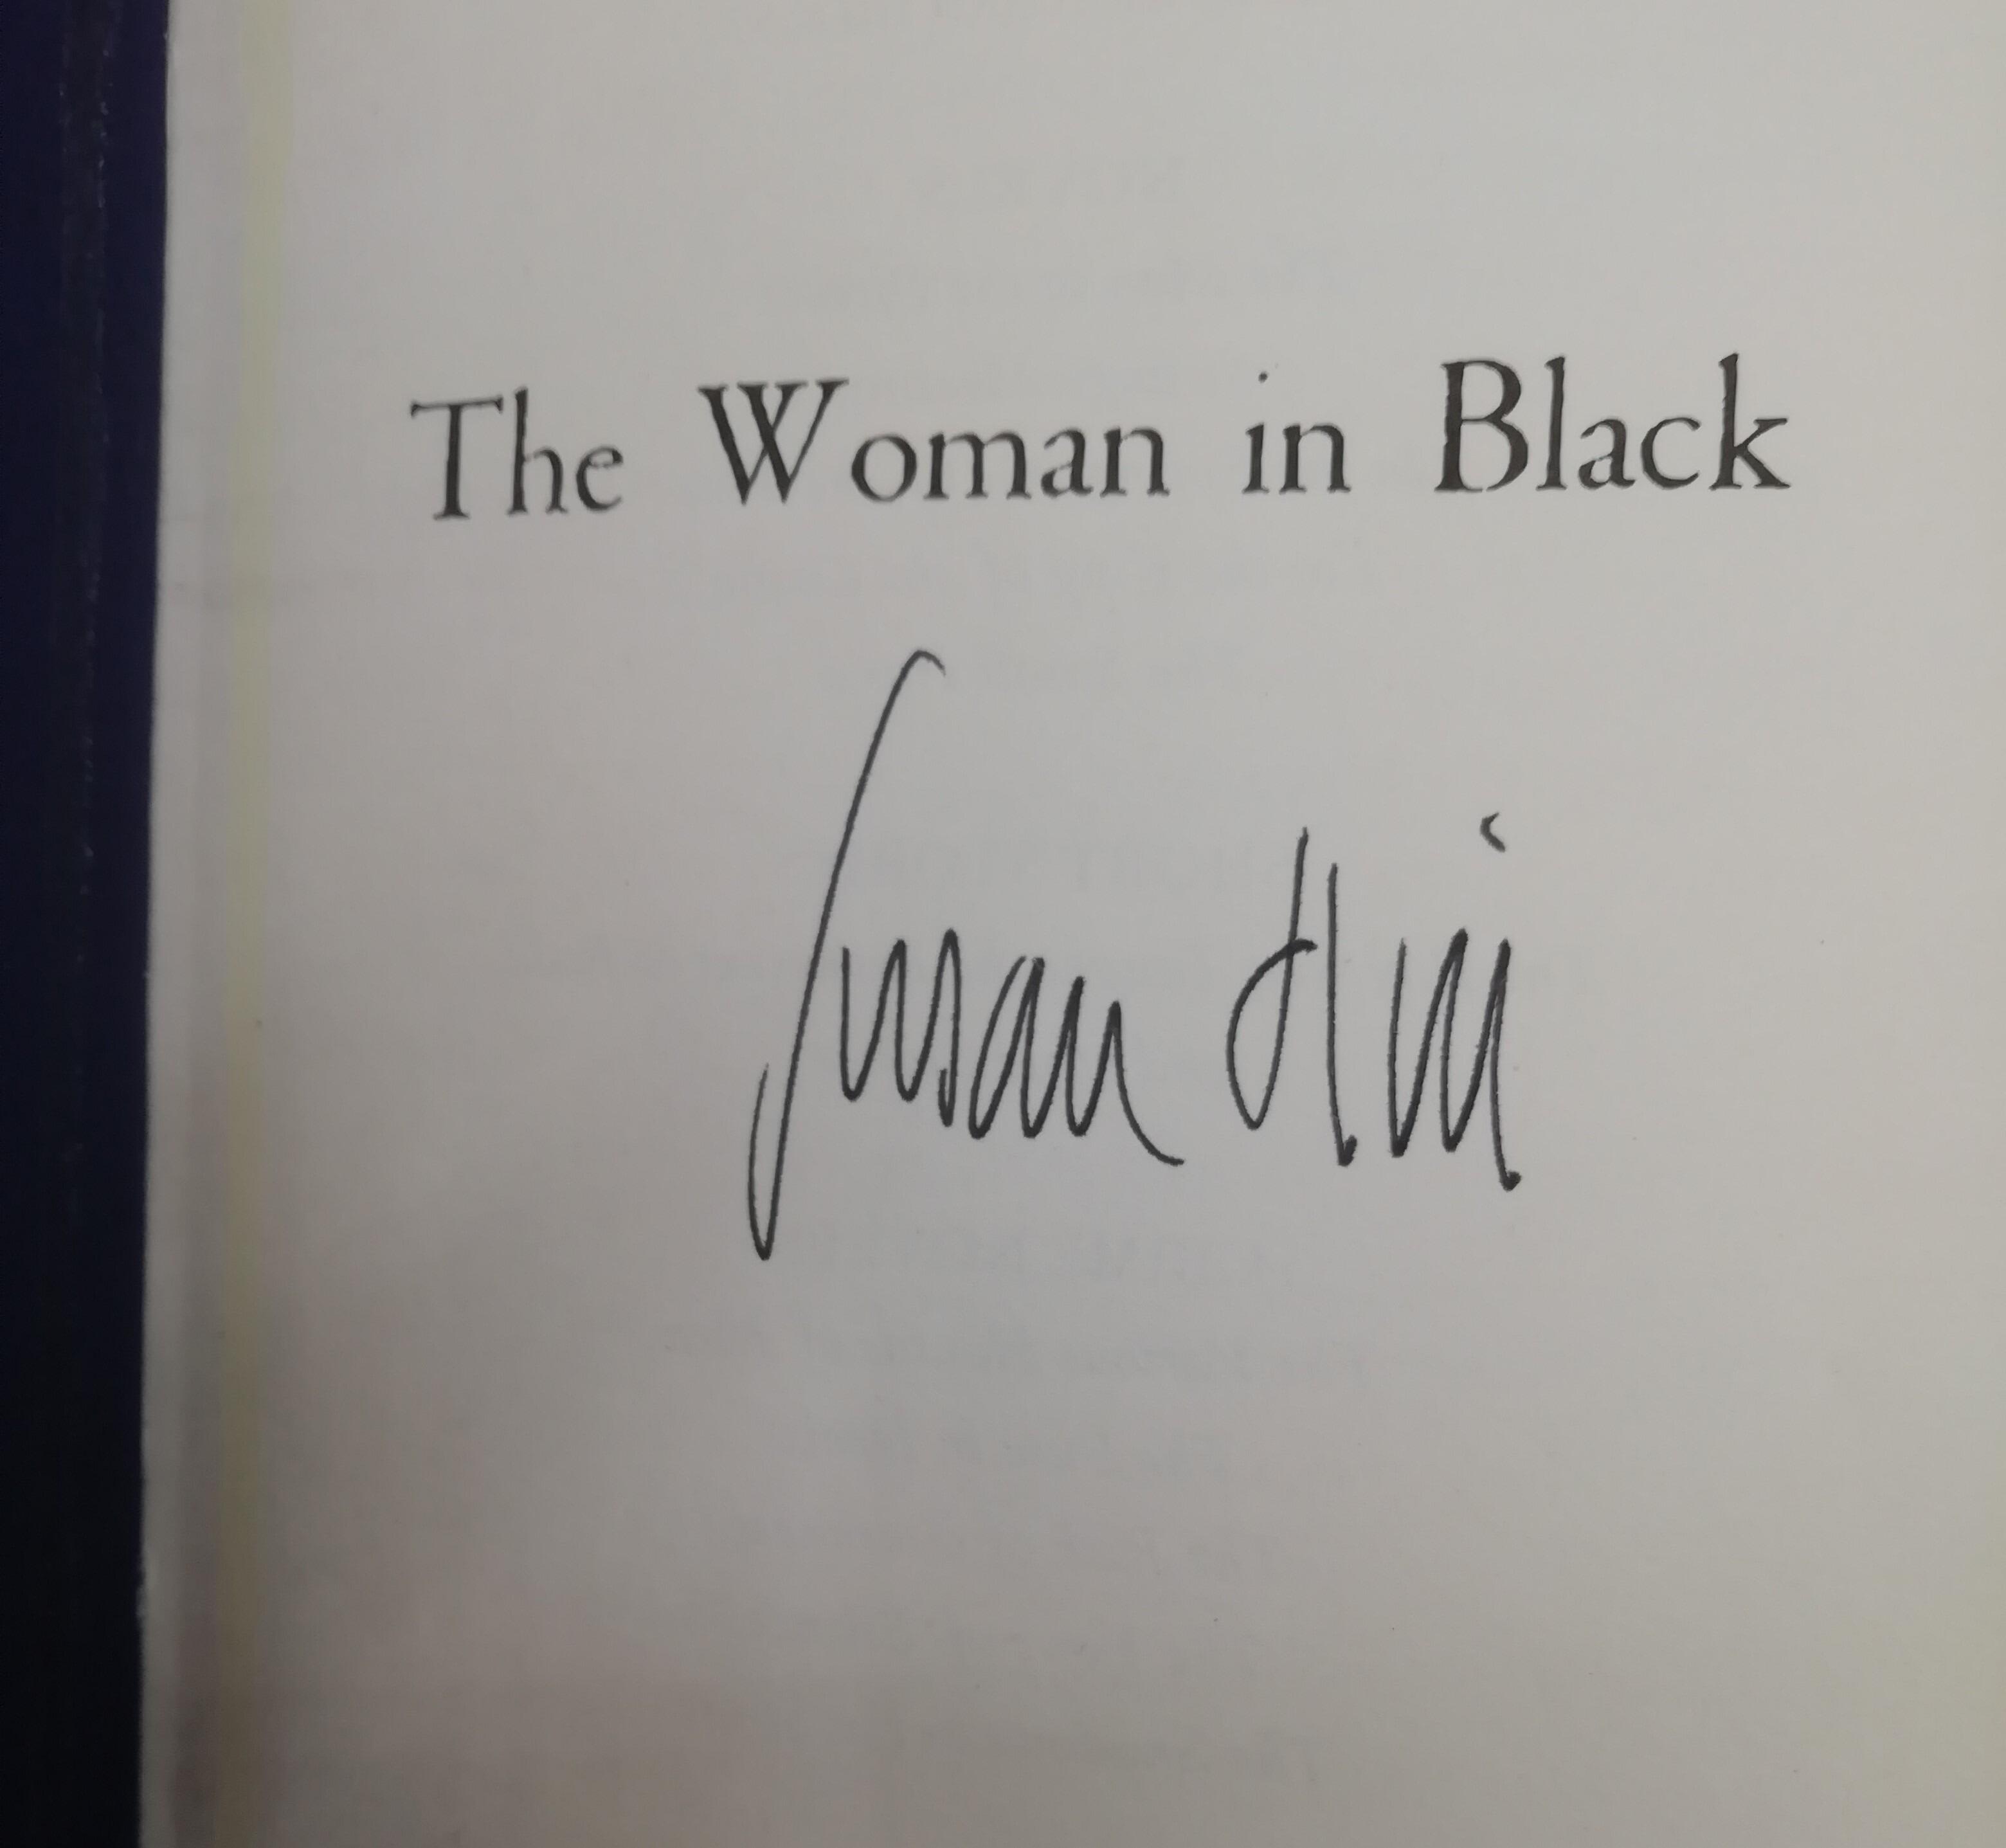 The Woman in Black
Susan Hill